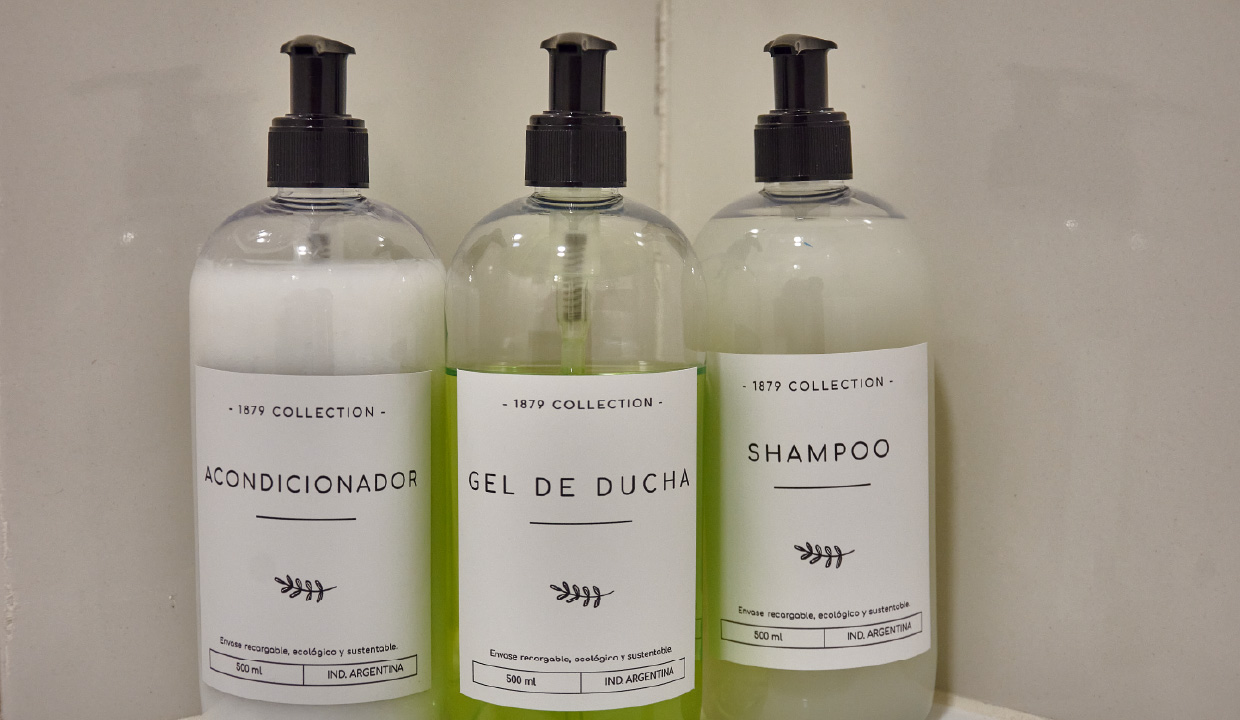 - 1879 COLLECTION -
ACONDICIONADOR
Envase recargable, ecológico y sustentable.
500 ml
IND. ARGENTINA
- 1879 COLLECTION -
GEL DE DUCHA
Envase recargable, ecológico y sustentable.
500 ml
IND ARGENTINA
- 1879 COLLECTION -
SHAMPOO
Envase recargable, ecológico y sustentable.
500 ml
IND. ARGENTINA